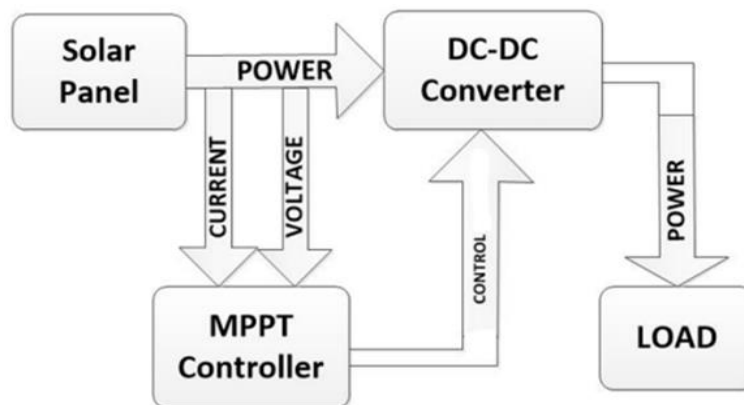 Solar
Panel
POWER
DC-DC
Converter
CURRENT
VOLTAGE
CONTROL
POWER
MPPT
Controller
LOAD